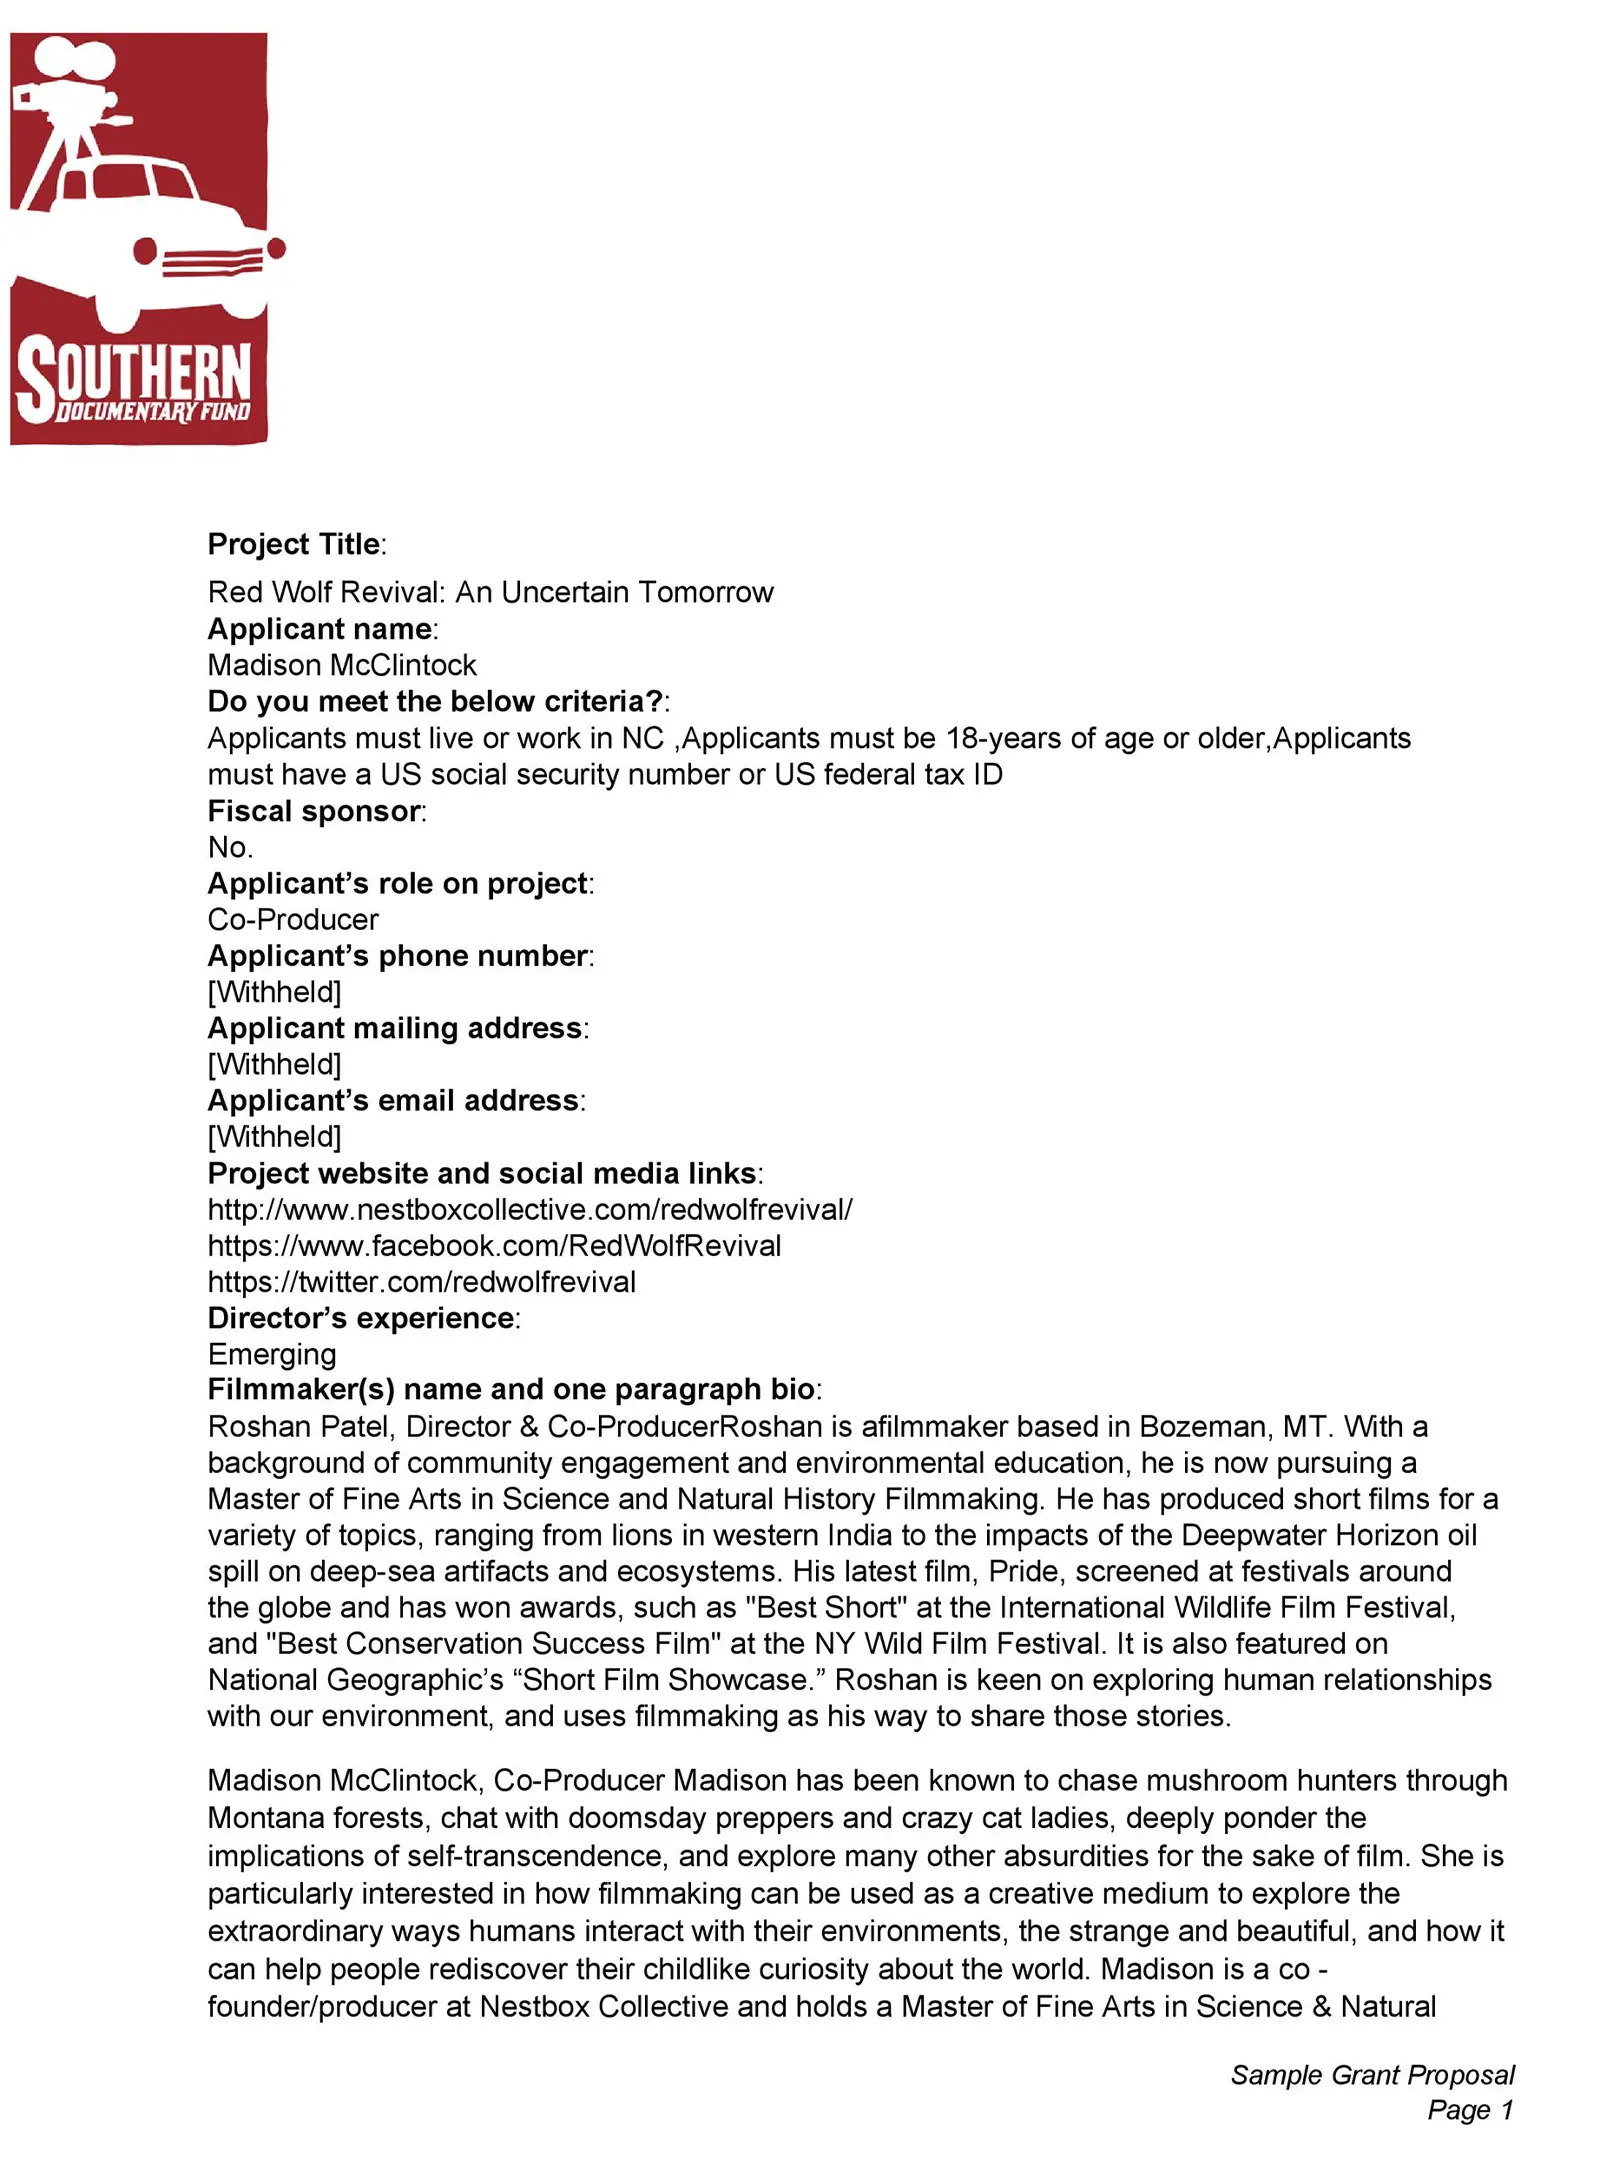 SOUTHERN
DOCUMENTARY FUND
Project Title:
Red Wolf Revival: An Uncertain Tomorrow
Applicant name:
Madison McClintock
Do you meet the below criteria?:
Applicants must live or work in NC ,Applicants must be 18-years of age or older,Applicants
must have a US social security number or US federal tax ID
Fiscal sponsor:
No.
Applicant’s role on project:
Co-Producer
Applicant’s phone number:
[Withheld]
Applicant mailing address:
[Withheld]
Applicant’s email address:
[Withheld]
Project website and social media links:
http://www.nestboxcollective.com/redwolfrevival/
https://www.facebook.com/RedWolfRevival
https://twitter.com/redwolfrevival
Director’s experience:
Emerging
Filmmaker(s) name and one paragraph bio:
Roshan Patel, Director & Co-ProducerRoshan is afilmmaker based in Bozeman, MT. With a
background of community engagement and environmental education, he is now pursuing a
Master of Fine Arts in Science and Natural History Filmmaking. He has produced short films for a
variety of topics, ranging from lions in western India to the impacts of the Deepwater Horizon oil
spill on deep-sea artifacts and ecosystems. His latest film, Pride, screened at festivals around
the globe and has won awards, such as "Best Short" at the International Wildlife Film Festival,
and "Best Conservation Success Film" at the NY Wild Film Festival. It is also featured on
National Geographic’s “Short Film Showcase.” Roshan is keen on exploring human relationships
with our environment, and uses filmmaking as his way to share those stories.
Madison McClintock, Co-Producer Madison has been known to chase mushroom hunters through
Montana forests, chat with doomsday preppers and crazy cat ladies, deeply ponder the
implications of self-transcendence, and explore many other absurdities for the sake of film. She is
particularly interested in how filmmaking can be used as a creative medium to explore the
extraordinary ways humans interact with their environments, the strange and beautiful, and how it
can help people rediscover their childlike curiosity about the world. Madison is a co -
founder/producer at Nestbox Collective and holds a Master of Fine Arts in Science & Natural
Sample Grant Proposal
Page 1